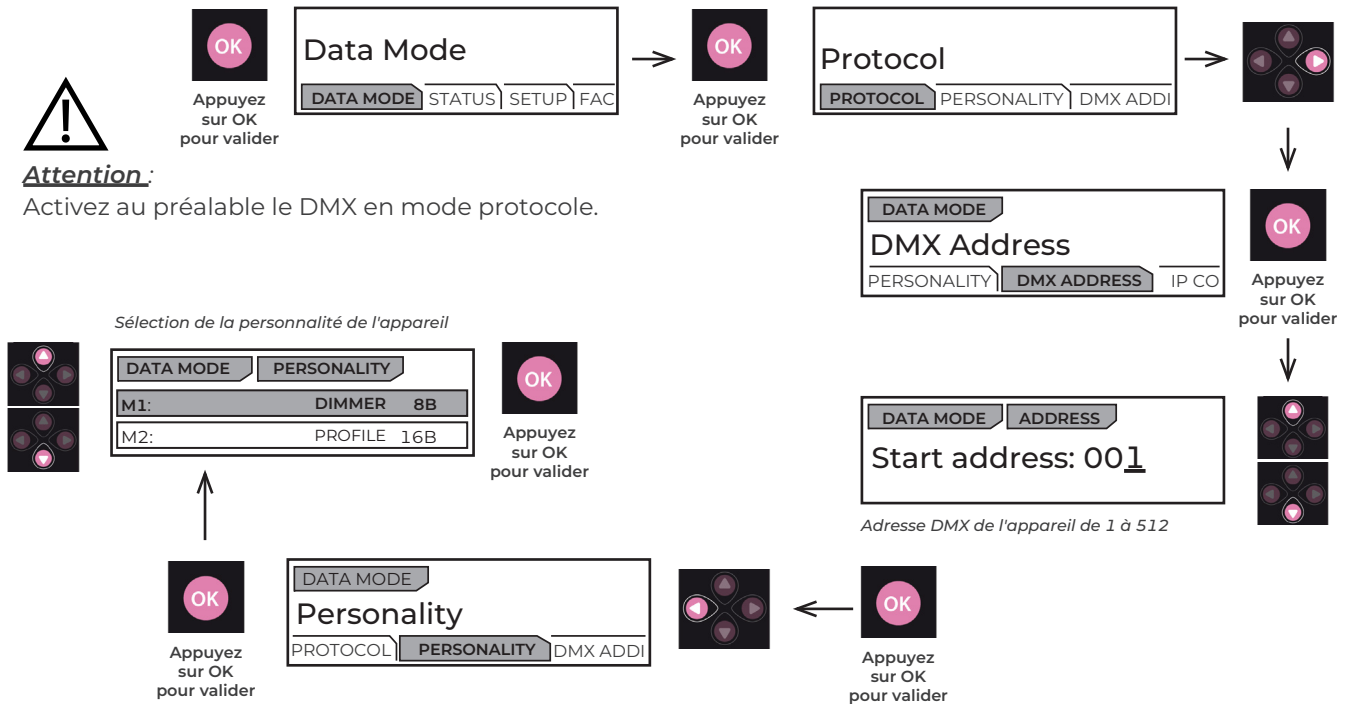 OK
Appuyez
sur OK
pour valider
Data Mode
DATA MODE STATUS SETUP FAC
OK
Appuyez
sur OK
pour valider
Protocol
PROTOCOL PERSONALITY DMX ADDI
Attention :
Activez au préalable le DMX en mode protocole.
DATA MODE
DMX Address
PERSONALITY DMX ADDRESS IP CO
OK
Appuyez
sur OK
pour valider
DATA MODE ADDRESS
Start address: 001
Adresse DMX de l'appareil de 1 à 512
OK
Appuyez
sur OK
pour valider
DATA MODE
Personality
PROTOCOL PERSONALITY DMX ADDI
OK
Appuyez
sur OK
pour valider
Sélection de la personnalité de l'appareil
DATA MODE PERSONALITY
M1: DIMMER 8B
M2: PROFILE 16B
OK
Appuyez
sur OK
pour valider